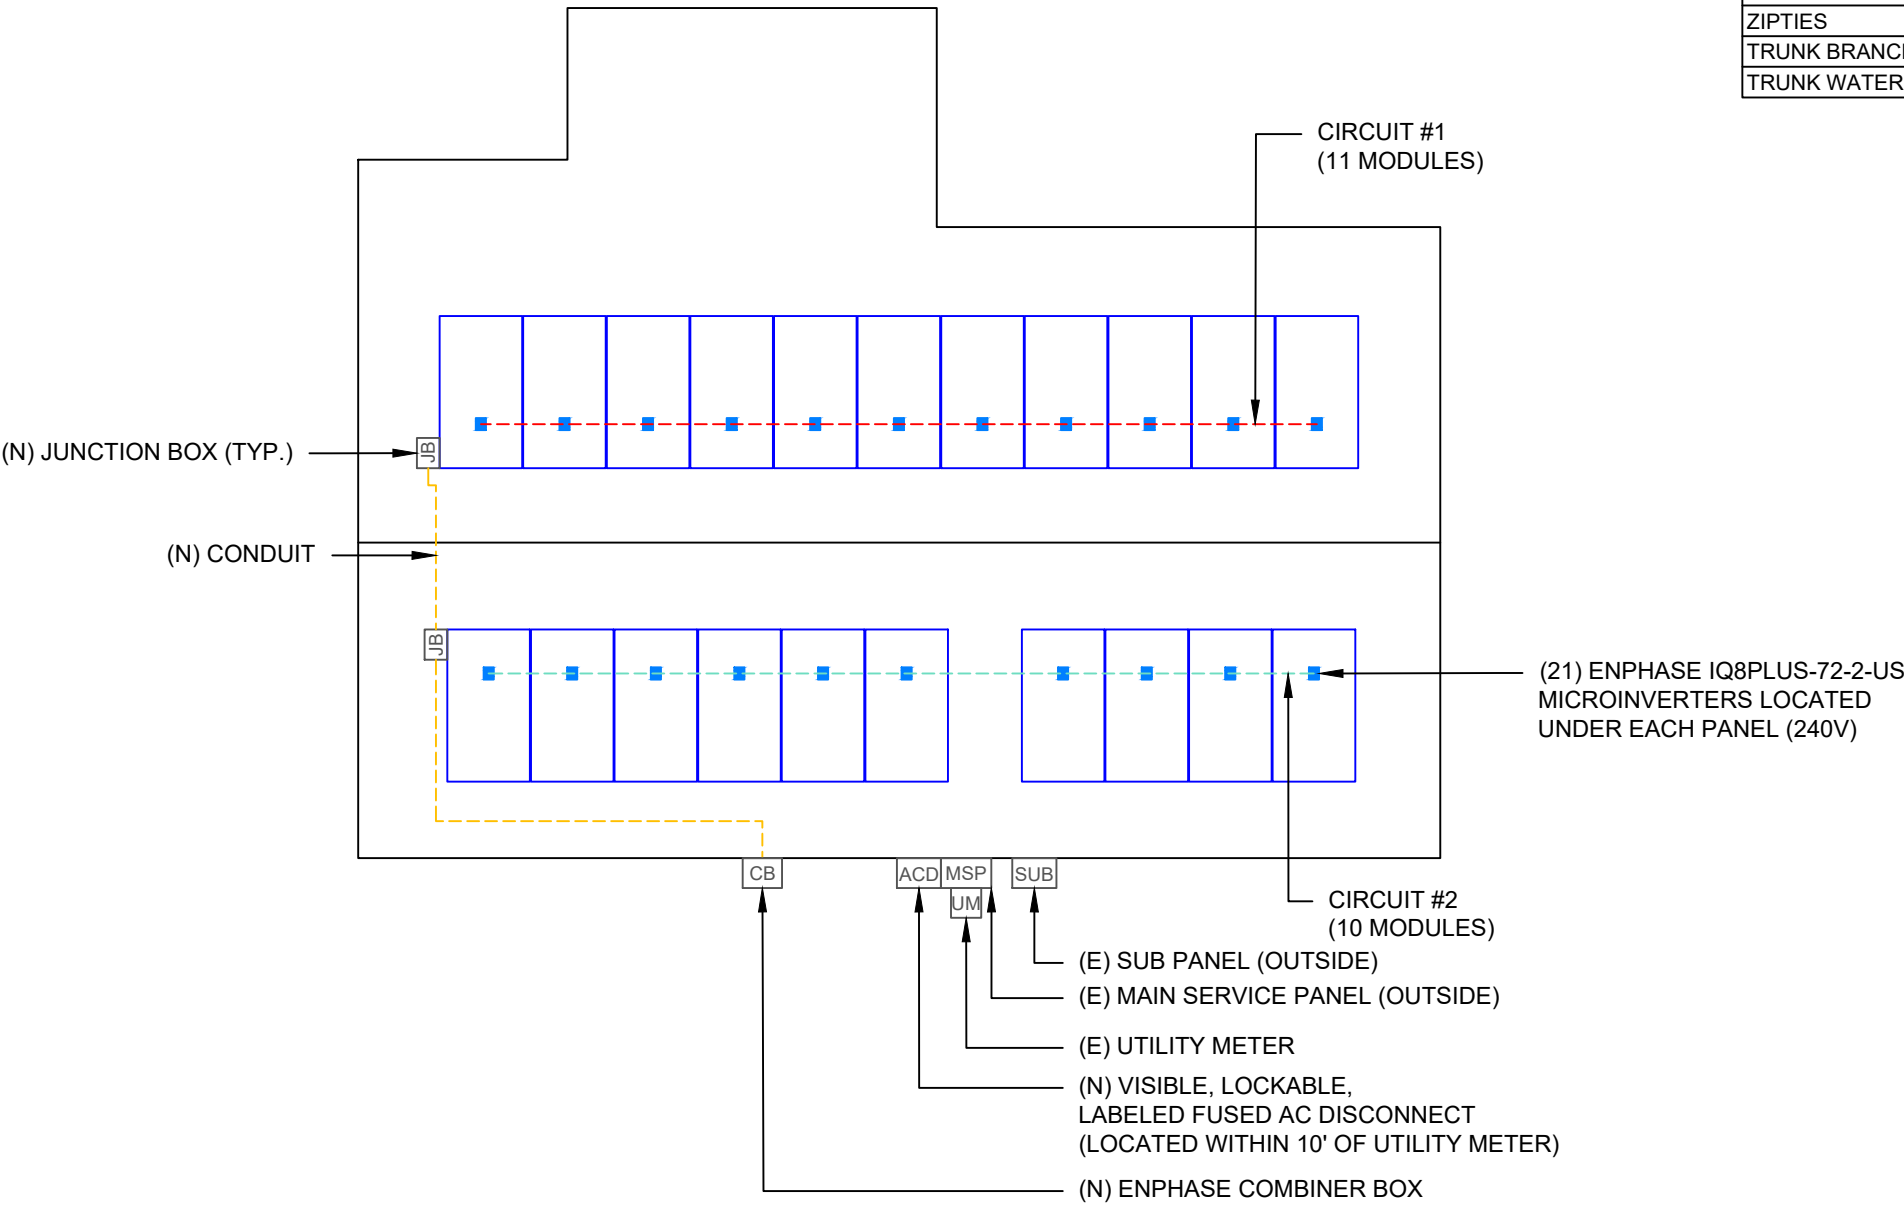 ZIPTIES
TRUNK BRANCH
TRUNK WATER
CIRCUIT #1
(11 MODULES)
(N) JUNCTION BOX (TYP.)
JB
(N) CONDUIT
JB
(21) ENPHASE IQ8PLUS-72-2-US
MICROINVERTERS LOCATED
UNDER EACH PANEL (240V)
CB
ACD
MSP
SUB
UM
CIRCUIT #2
(10 MODULES)
(E) SUB PANEL (OUTSIDE)
(E) MAIN SERVICE PANEL (OUTSIDE)
(E) UTILITY METER
(N) VISIBLE, LOCKABLE,
LABELED FUSED AC DISCONNECT
(LOCATED WITHIN 10' OF UTILITY METER)
(N) ENPHASE COMBINER BOX